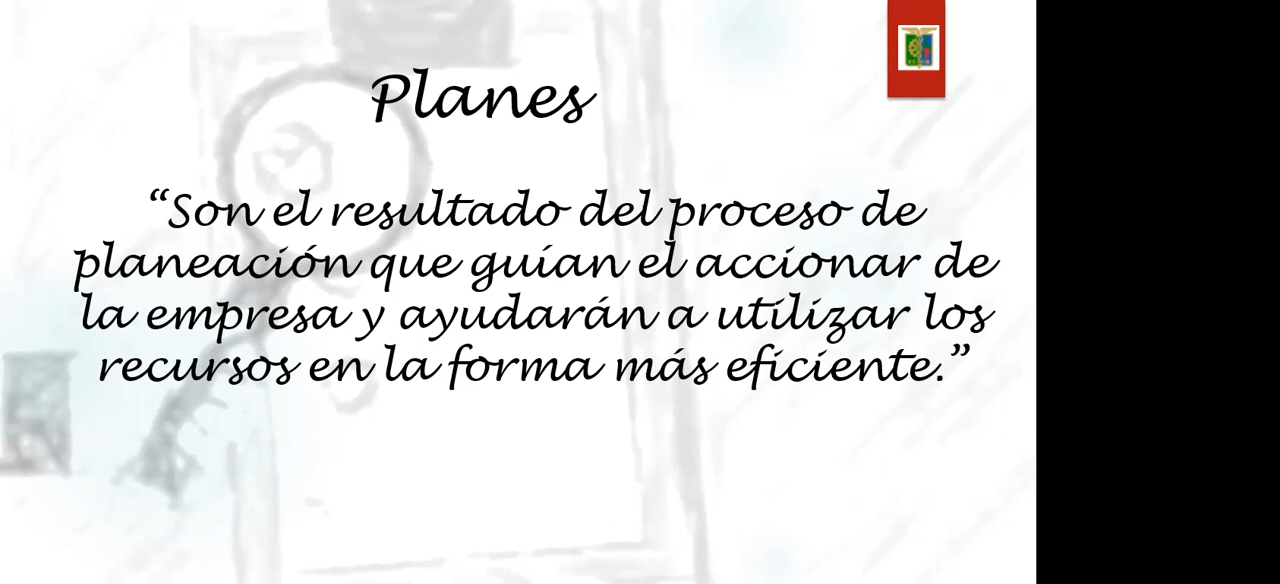 Planes
“Son el resultado del proceso de
planeación que guían el accionar de
la empresa y ayudarán a utilizar los
recursos en la forma más eficiente.”